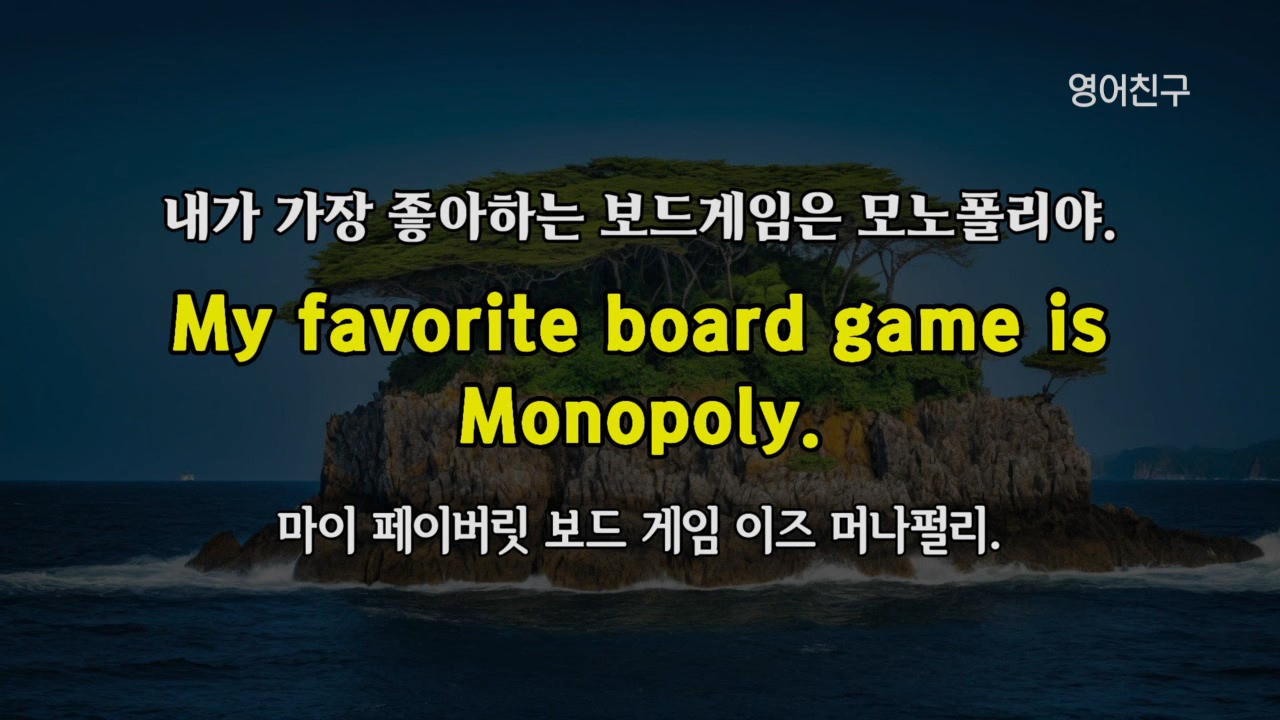 영어친구
내가 가장 좋아하는 보드게임은 모노폴리야.
My favorite board game is
Monopoly.
마이 페이버릿 보드 게임 이즈 머나펄리.